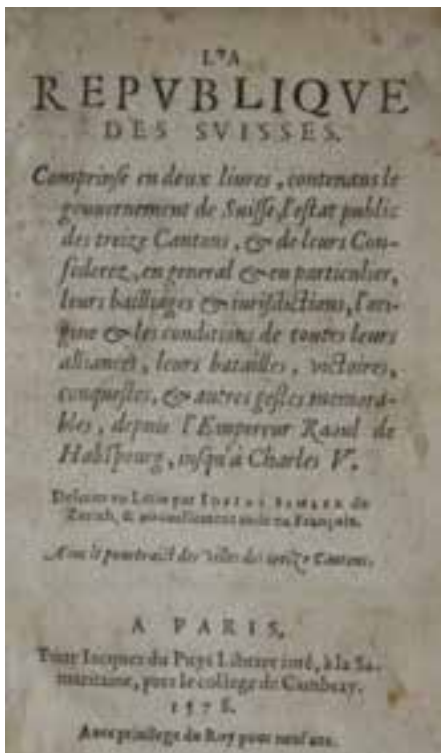 LA
REPVBLIQVE
DES SVISSES.
Comprinse en deux liures, contenans le
gouuernement de Suisse, l'estat public
des treize Cantons, & de leurs Con-
federez, en general & en particulier,
leurs bailliages & iurisdictions, l'ori-
gine & les conditions de toutes leurs
alliances, leurs batailles, victoires,
conquestes, & autres gestes memora-
bles, depuis l'Empereur Raoul de
Habspourg, iusqu'à Charles V.
Descrite en Latin par IOSIAS SIMLER de
Zurich, & nouuellement mise en François.
Auec le pourtraict des villes des treize Cantons.
A PARIS,
Pour Iacques du Puys Libraire iuré, à la Sa-
maritaine, pres le college de Cambray.
1578.
Auec priuilege du Roy pour neuf ans.